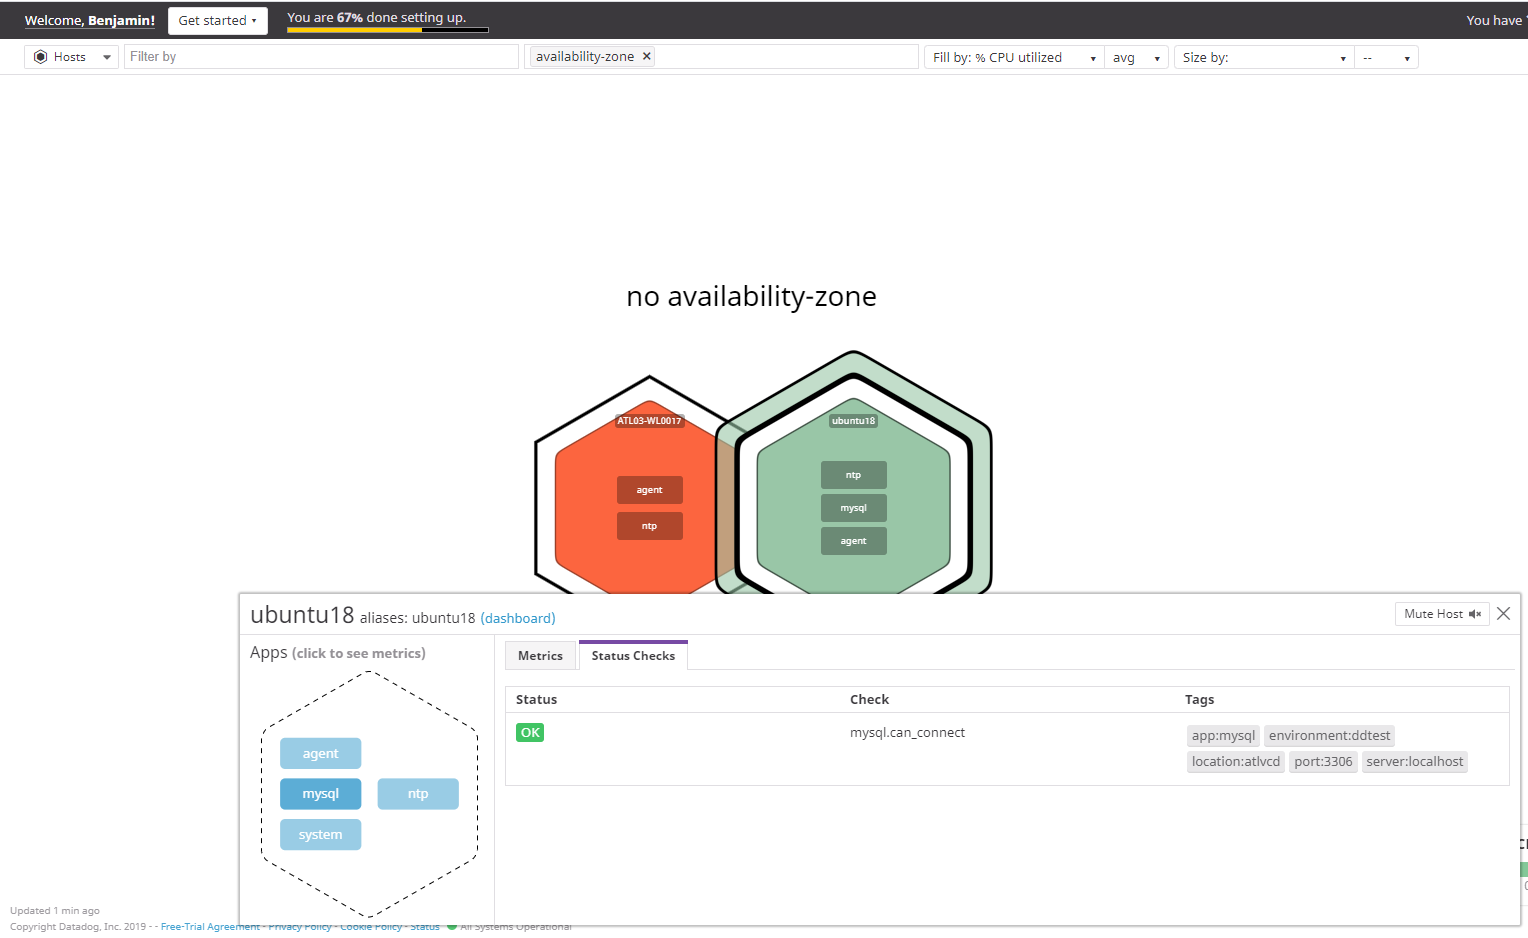 Welcome, Benjamin!
Get started
You are 67% done setting up.
You have
Hosts
Filter by
availability-zone ×
Fill by: % CPU utilized
avg
Size by:
--
no availability-zone
ATL03-WL0017
agent
ntp
ubuntu18
ntp
mysql
agent
ubuntu18 aliases: ubuntu18 (dashboard)
Mute Host
Apps (click to see metrics)
agent
mysql
ntp
system
Metrics
Status Checks
Status Check Tags
OK mysql.can_connect app:mysql environment:ddtest
location:atlvcd port:3306 server:localhost
Updated 1 min ago
Copyright Datadog, Inc. 2019 - - Free-Trial Agreement - Privacy Policy - Cookie Policy - Status All Systems Operational